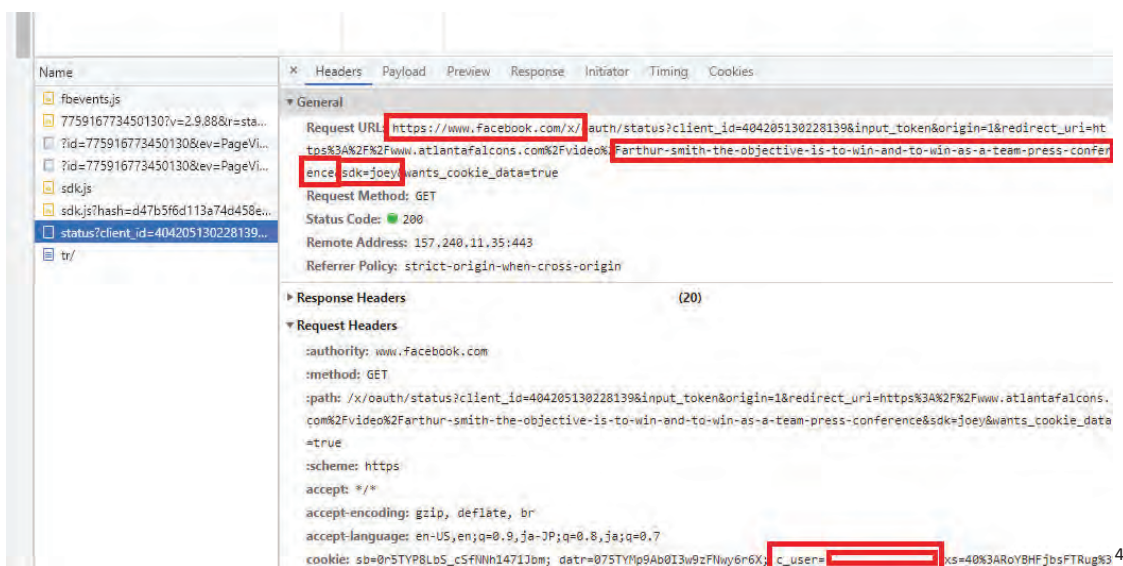 Name
× Headers Payload Preview Response Initiator Timing Cookies
fbevents.js
775916773450130?v=2.9.88&r=sta...
?id=775916773450130&ev=PageVi...
?id=775916773450130&ev=PageVi...
sdk.js
sdk.js?hash=d47b5f6d113a74d458e...
status?client_id=404205130228139...
tr/
▾ General
Request URL: https://www.facebook.com/x/oauth/status?client_id=404205130228139&input_token&origin=1&redirect_uri=ht
tps%3A%2F%2Fwww.atlantafalcons.com%2Fvideo%2Farthur-smith-the-objective-is-to-win-and-to-win-as-a-team-press-confer
ence&sdk=joey&wants_cookie_data=true
Request Method: GET
Status Code: 200
Remote Address: 157.240.11.35:443
Referrer Policy: strict-origin-when-cross-origin
▸ Response Headers (20)
▾ Request Headers
:authority: www.facebook.com
:method: GET
:path: /x/oauth/status?client_id=404205130228139&input_token&origin=1&redirect_uri=https%3A%2F%2Fwww.atlantafalcons.
com%2Fvideo%2Farthur-smith-the-objective-is-to-win-and-to-win-as-a-team-press-conference&sdk=joey&wants_cookie_data
=true
:scheme: https
accept: */*
accept-encoding: gzip, deflate, br
accept-language: en-US,en;q=0.9,ja-JP;q=0.8,ja;q=0.7
cookie: sb=0r5TYP8LbS_cSfNNh1471Jbm; datr=075TYMp9Ab0I3w9zFNwy6r6X; c_user= xs=40%3ARoYBHFjbsFTRug%3
4